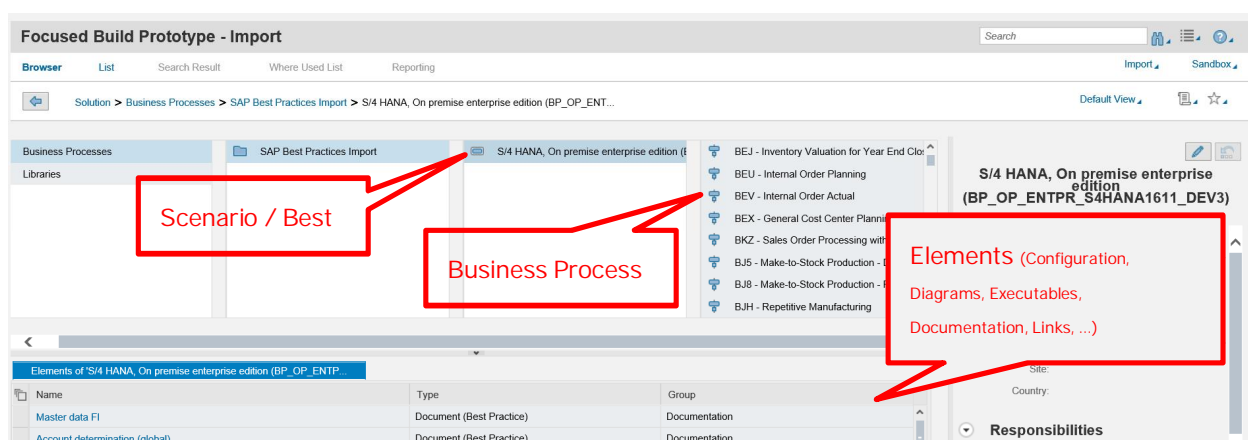 Focused Build Prototype - Import
Search
Browser List Search Result Where Used List Reporting
Import Sandbox
Solution > Business Processes > SAP Best Practices Import > S/4 HANA, On premise enterprise edition (BP_OP_ENT...
Default View
Business Processes
Libraries
SAP Best Practices Import
S/4 HANA, On premise enterprise edition (
BEJ - Inventory Valuation for Year End Clo
BEU - Internal Order Planning
BEV - Internal Order Actual
BEX - General Cost Center Planni
BKZ - Sales Order Processing with
BJ5 - Make-to-Stock Production -
BJ8 - Make-to-Stock Production -
BJH - Repetitive Manufacturing
S/4 HANA, On premise enterprise
edition
(BP_OP_ENTPR_S4HANA1611_DEV3)
Scenario / Best
Business Process
Elements (Configuration,
Diagrams, Executables,
Documentation, Links, ...)
Site:
Country:
Responsibilities
Elements of 'S/4 HANA, On premise enterprise edition (BP_OP_ENTP...
Name Type Group
Master data FI Document (Best Practice) Documentation
Account determination (global) Document (Best Practice) Documentation